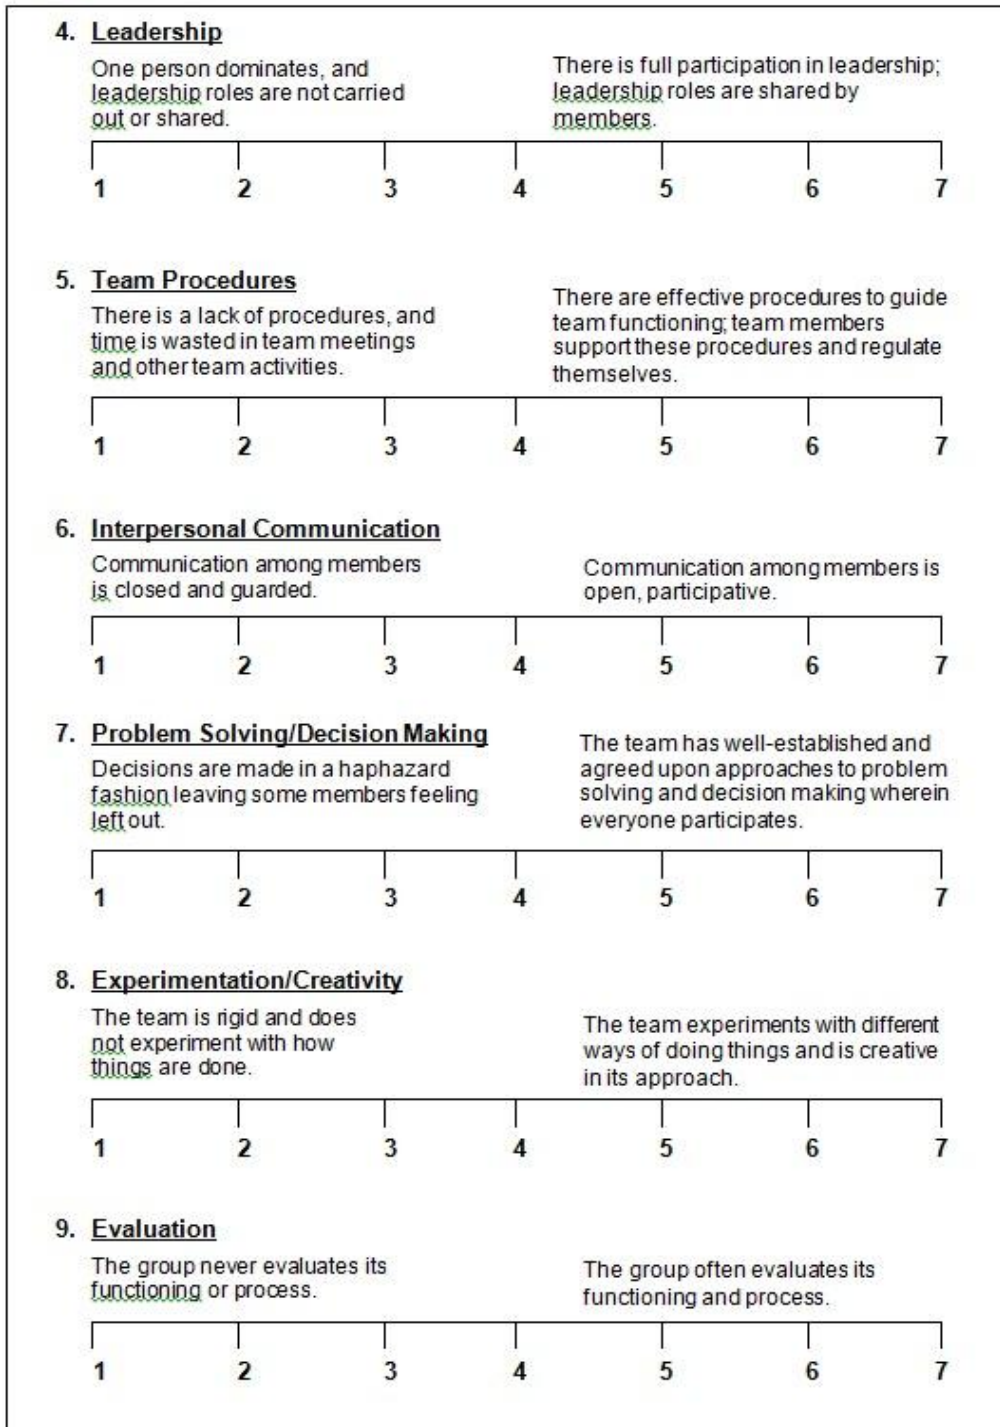 4. Leadership
One person dominates, and
leadership roles are not carried
out or shared.
There is full participation in leadership;
leadership roles are shared by
members.
1 2 3 4 5 6 7
5. Team Procedures
There is a lack of procedures, and
time is wasted in team meetings
and other team activities.
There are effective procedures to guide
team functioning; team members
support these procedures and regulate
themselves.
1 2 3 4 5 6 7
6. Interpersonal Communication
Communication among members
is closed and guarded.
Communication among members is
open, participative.
1 2 3 4 5 6 7
7. Problem Solving/Decision Making
Decisions are made in a haphazard
fashion leaving some members feeling
left out.
The team has well-established and
agreed upon approaches to problem
solving and decision making wherein
everyone participates.
1 2 3 4 5 6 7
8. Experimentation/Creativity
The team is rigid and does
not experiment with how
things are done.
The team experiments with different
ways of doing things and is creative
in its approach.
1 2 3 4 5 6 7
9. Evaluation
The group never evaluates its
functioning or process.
The group often evaluates its
functioning and process.
1 2 3 4 5 6 7